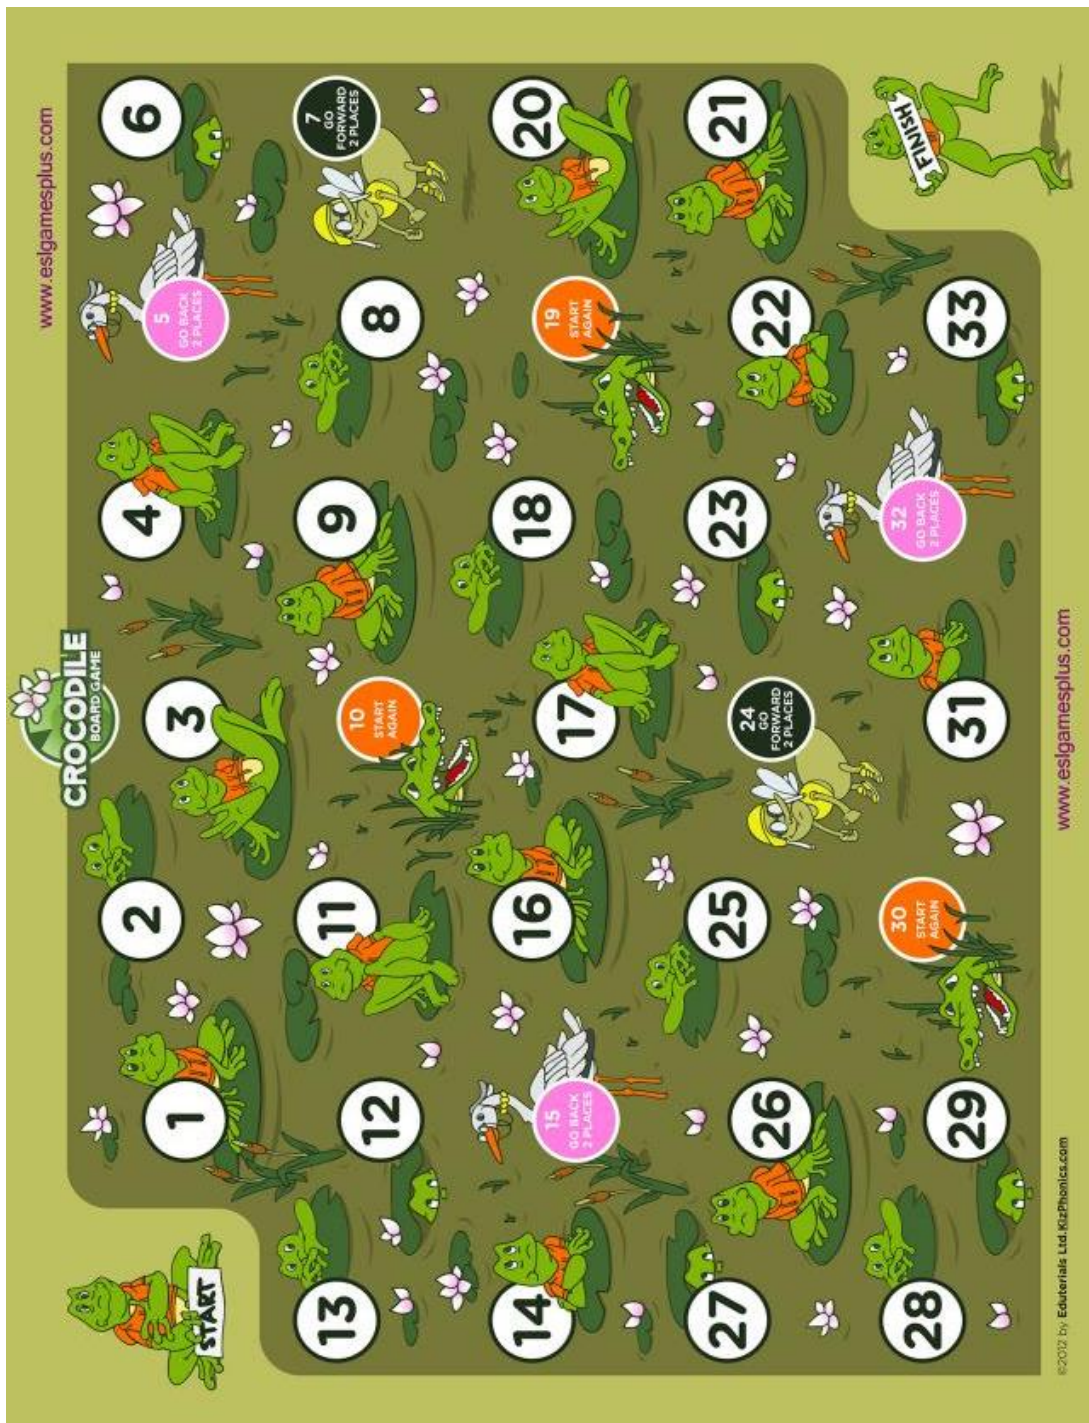 www.eslgamesplus.com
CROCODILE
BOARD GAME
START
1
2
3
4
5
GO BACK
2 PLACES
6
7
GO
FORWARD
2 PLACES
8
9
10
START
AGAIN
11
12
13
14
15
GO BACK
2 PLACES
16
17
18
19
START
AGAIN
20
21
22
23
24
GO
FORWARD
2 PLACES
25
26
27
28
29
30
START
AGAIN
31
32
GO BACK
2 PLACES
33
FINISH
©2012 by Eduterials Ltd.KizPhonics.com
www.eslgamesplus.com